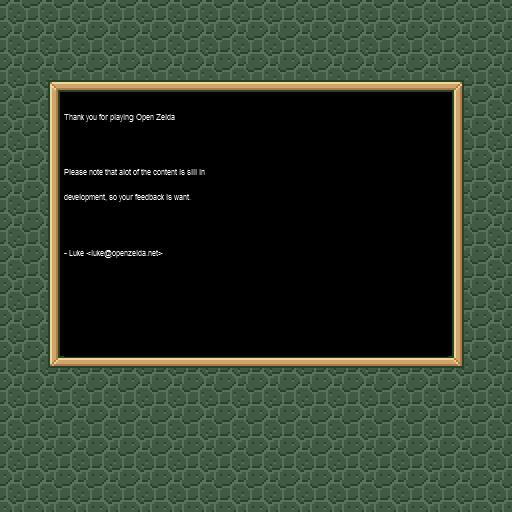 Thank you for playing Open Zelda
Please note that alot of the content is still in
development, so your feedback is want.
- Luke <luke@openzelda.net>